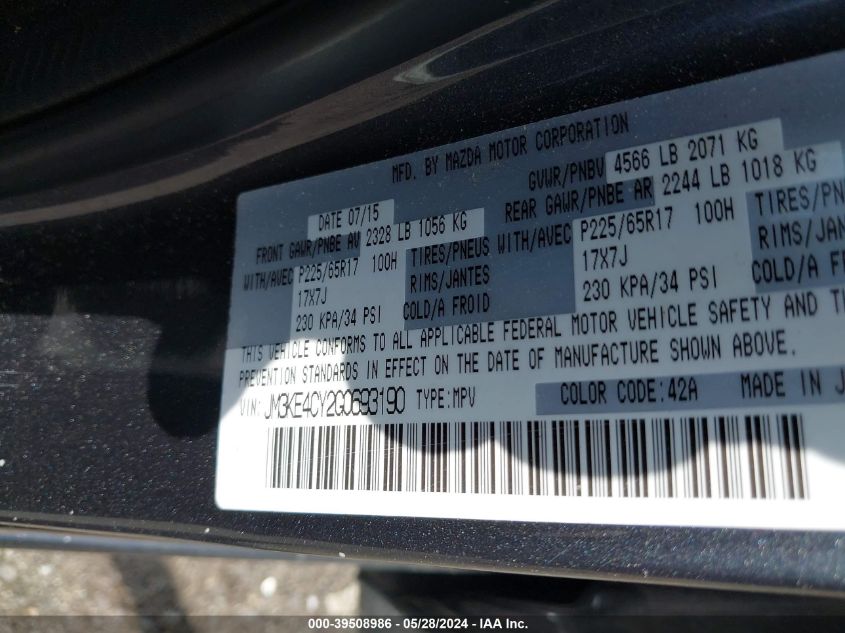 MFD. BY MAZDA MOTOR CORPORATION
DATE 07/15 GVWR/PNBV 4566 LB 2071 KG
FRONT GAWR/PNBE AV 2328 LB 1056 KG REAR GAWR/PNBE AR 2244 LB 1018 KG
WITH/AVEC P225/65R17 100H TIRES/PNEUS WITH/AVEC P225/65R17 100H TIRES/PNE
17X7J RIMS/JANTES 17X7J RIMS/JANTE
230 KPA/34 PSI COLD/A FROID 230 KPA/34 PSI COLD/A FROI
THIS VEHICLE CONFORMS TO ALL APPLICABLE FEDERAL MOTOR VEHICLE SAFETY AND
PREVENTION STANDARDS IN EFFECT ON THE DATE OF MANUFACTURE SHOWN ABOVE.
VIN: JM3KE4CY2G0693190 TYPE:MPV COLOR CODE:42A MADE IN
000-39508986 - 05/28/2024 - IAA Inc.